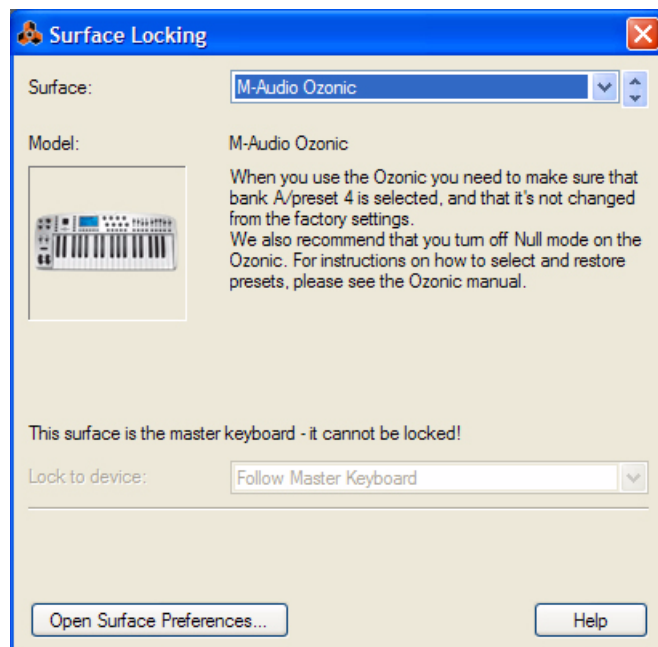 Surface Locking
Surface:
M-Audio Ozonic
Model:
M-Audio Ozonic
When you use the Ozonic you need to make sure that
bank A/preset 4 is selected, and that it's not changed
from the factory settings.
We also recommend that you turn off Null mode on the
Ozonic. For instructions on how to select and restore
presets, please see the Ozonic manual.
This surface is the master keyboard - it cannot be locked!
Lock to device:
Follow Master Keyboard
Open Surface Preferences...
Help